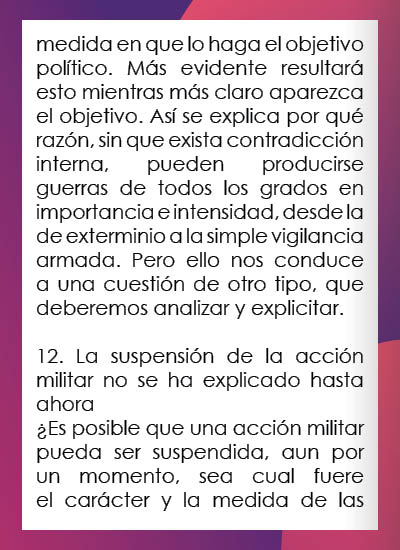 medida en que lo haga el objetivo
político. Más evidente resultará
esto mientras más claro aparezca
el objetivo. Así se explica por qué
razón, sin que exista contradicción
interna, pueden producirse
guerras de todos los grados en
importancia e intensidad, desde la
de exterminio a la simple vigilancia
armada. Pero ello nos conduce
a una cuestión de otro tipo, que
deberemos analizar y explicitar.

12. La suspensión de la acción
militar no se ha explicado hasta
ahora
¿Es posible que una acción militar
pueda ser suspendida, aun por
un momento, sea cual fuere
el carácter y la medida de las